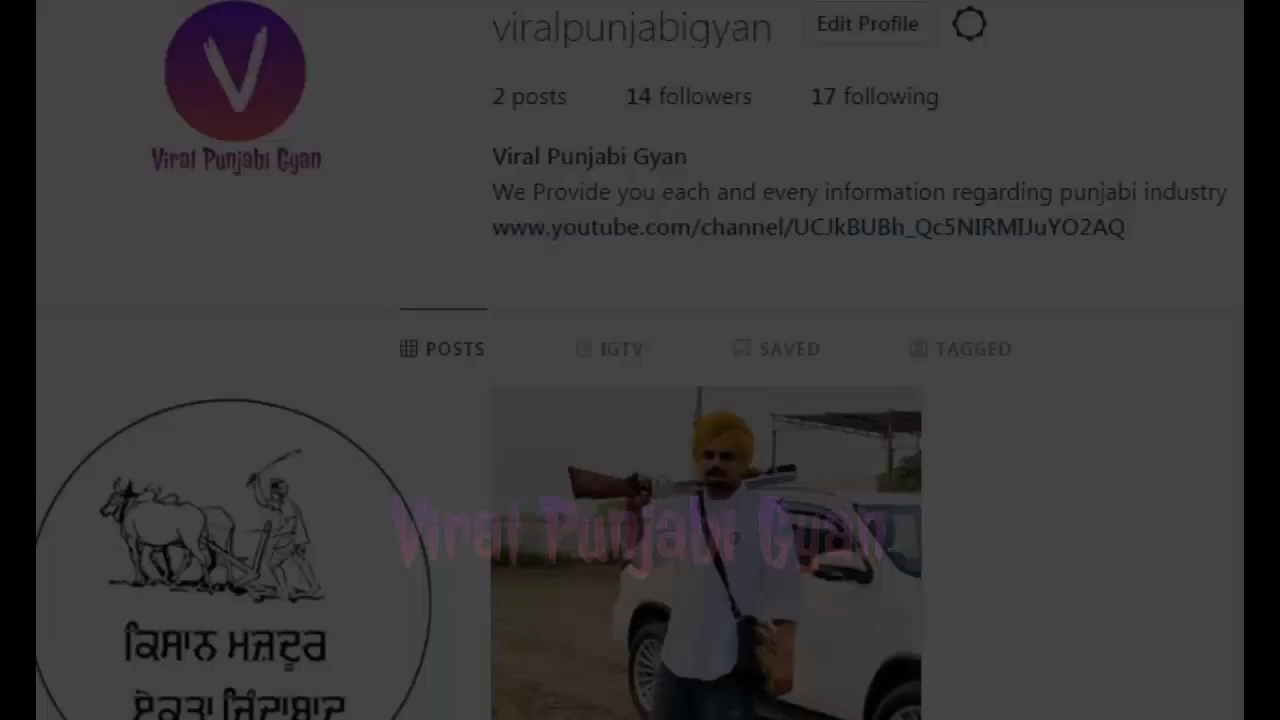 viralpunjabigyan
Edit Profile
2 posts
14 followers
17 following
V
Viral Punjabi Gyan
Viral Punjabi Gyan
We Provide you each and every information regarding punjabi industry
www.youtube.com/channel/UCJkBUBh_Qc5NIRMIJuYO2AQ
POSTS
IGTV
SAVED
TAGGED
Viral Punjabi Gyan
ਕਿਸਾਨ ਮਜ਼ਦੂਰ
ਏਕਤਾ ਜ਼ਿੰਦਾਬਾਦ